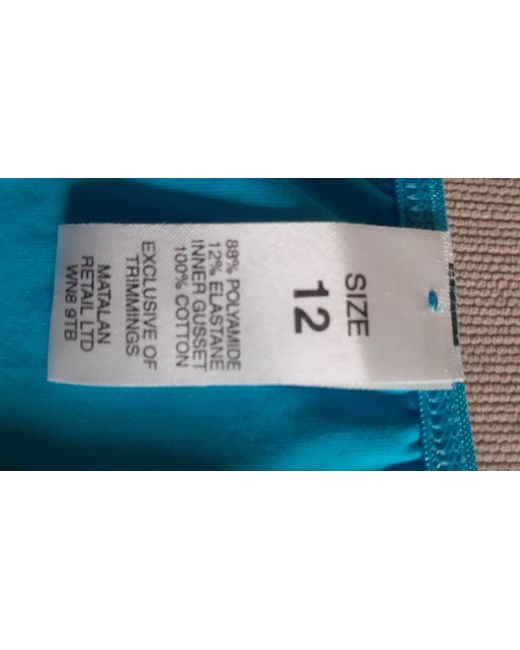 SIZE
12
88% POLYAMIDE
12% ELASTANE
INNER GUSSET
100% COTTON
EXCLUSIVE OF
TRIMMINGS
MATALAN
RETAIL LTD
WN8 9TB